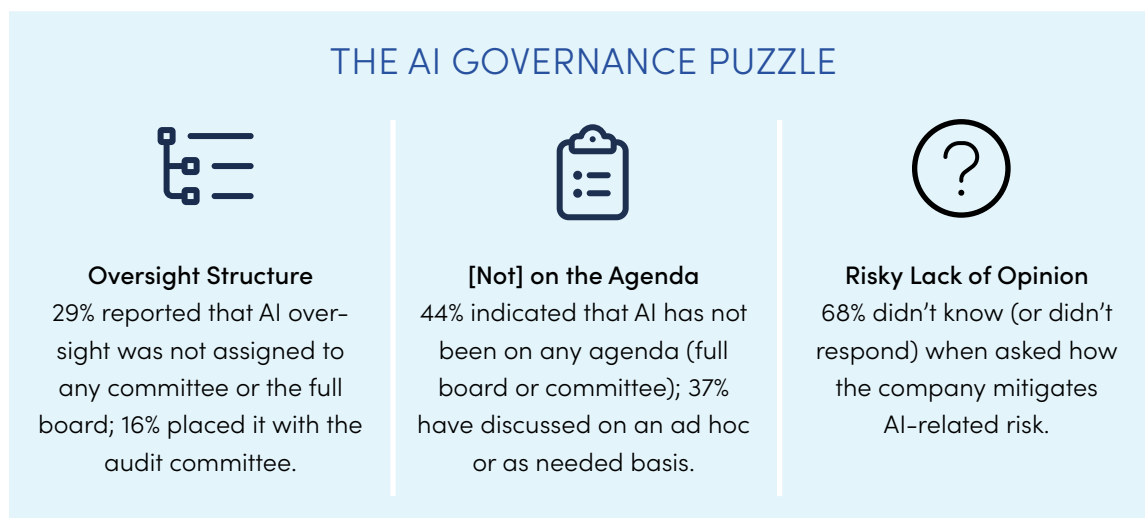 THE AI GOVERNANCE PUZZLE
Oversight Structure
29% reported that AI over-
sight was not assigned to
any committee or the full
board; 16% placed it with the
audit committee.
[Not] on the Agenda
44% indicated that AI has not
been on any agenda (full
board or committee); 37%
have discussed on an ad hoc
or as needed basis.
Risky Lack of Opinion
68% didn’t know (or didn’t
respond) when asked how
the company mitigates
AI-related risk.